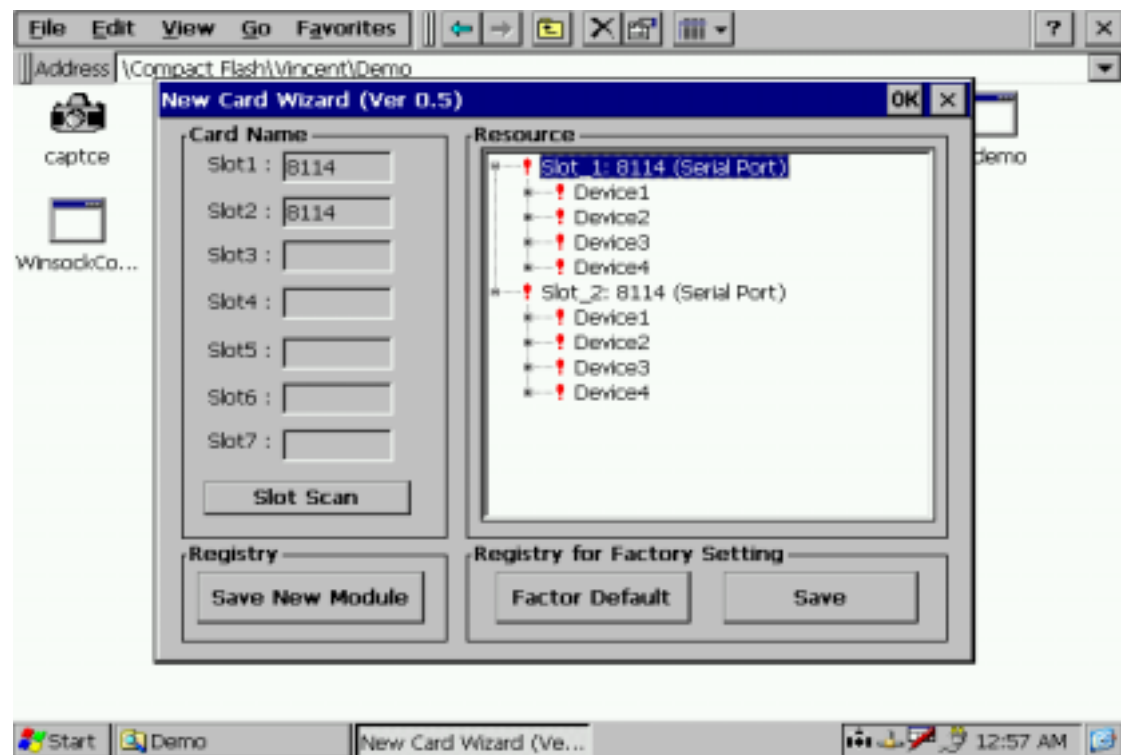 File Edit View Go Favorites ?
Address \Compact Flash\Vincent\Demo
captce
WinsockCo...
demo
New Card Wizard (Ver 0.5) OK
Card Name
Slot1 : 8114
Slot2 : 8114
Slot3 :
Slot4 :
Slot5 :
Slot6 :
Slot7 :
Slot Scan
Resource
Slot_1: 8114 (Serial Port)
Device1
Device2
Device3
Device4
Slot_2: 8114 (Serial Port)
Device1
Device2
Device3
Device4
Registry
Save New Module
Registry for Factory Setting
Factor Default Save
Start Demo New Card Wizard (Ve... 12:57 AM